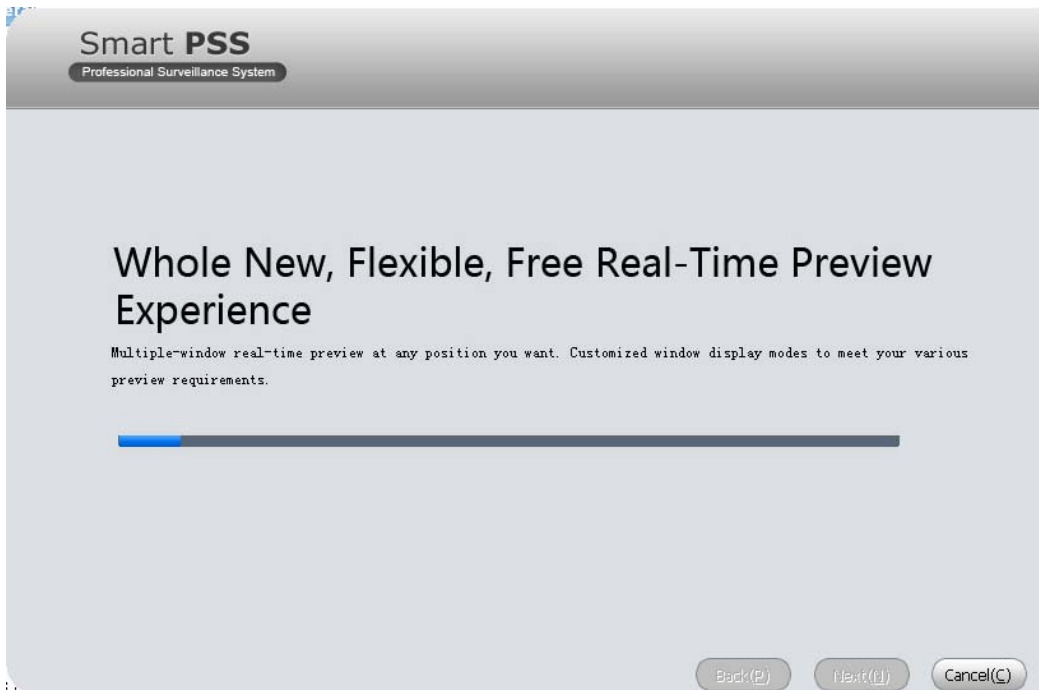 Smart PSS
Professional Surveillance System
Whole New, Flexible, Free Real-Time Preview
Experience
Multiple-window real-time preview at any position you want. Customized window display modes to meet your various
preview requirements.
Back(P) Next(N) Cancel(C)